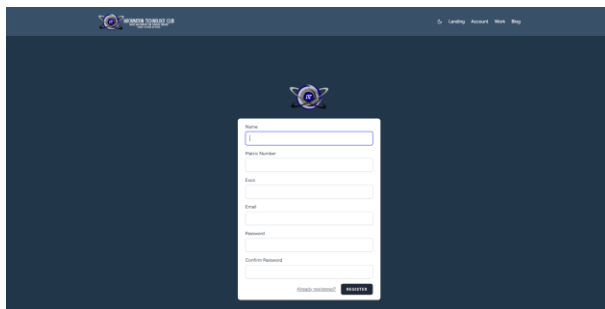 INFORMATION TECHNOLOGY CLUB
Landing Account Work Blog
Name
Matric Number
Email
Password
Confirm Password
Already registered?
REGISTER